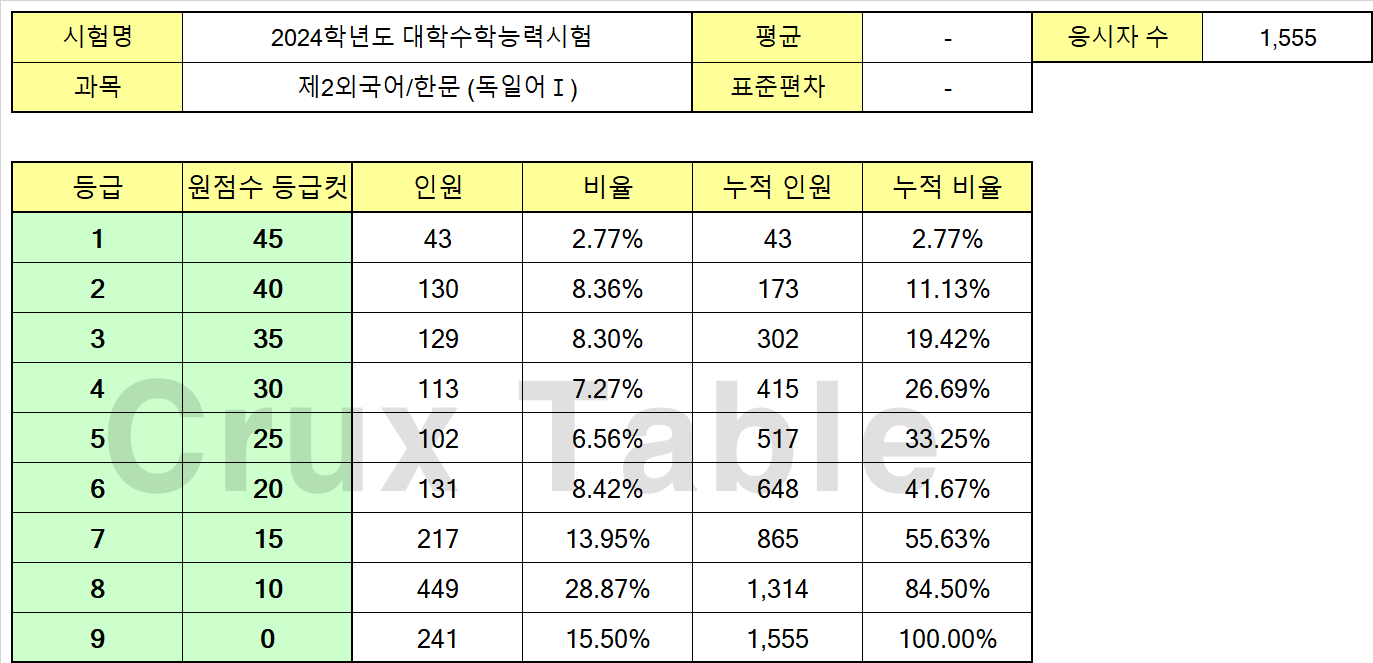 시험명 2024학년도 대학수학능력시험 평균 - 응시자 수 1,555
과목 제2외국어/한문 (독일어Ⅰ) 표준편차 -
등급 원점수 등급컷 인원 비율 누적 인원 누적 비율
1 45 43 2.77% 43 2.77%
2 40 130 8.36% 173 11.13%
3 35 129 8.30% 302 19.42%
4 30 113 7.27% 415 26.69%
5 25 102 6.56% 517 33.25%
6 20 131 8.42% 648 41.67%
7 15 217 13.95% 865 55.63%
8 10 449 28.87% 1,314 84.50%
9 0 241 15.50% 1,555 100.00%
Crux Table